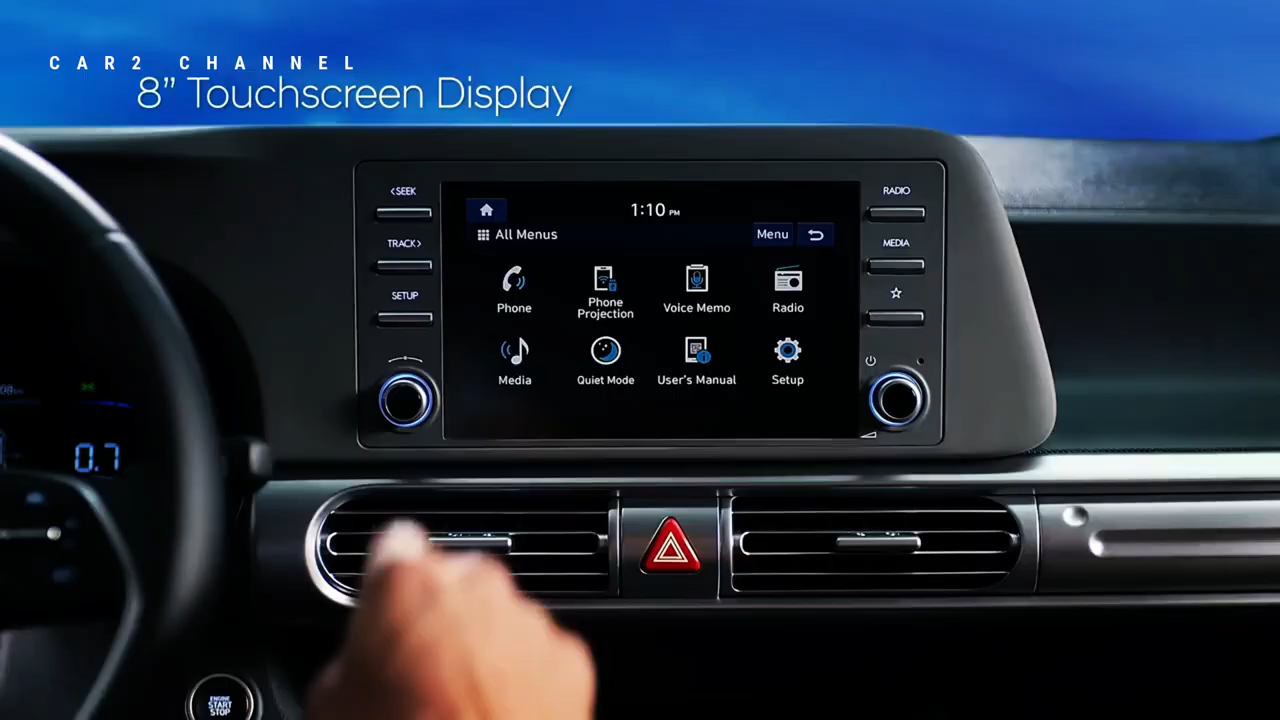 CAR2 CHANNEL
8” Touchscreen Display
<SEEK
TRACK>
SETUP
1:10 PM
All Menus
Menu
Phone
Phone
Projection
Voice Memo
Radio
Media
Quiet Mode
User's Manual
Setup
RADIO
MEDIA
0.7
ENGINE
START
STOP